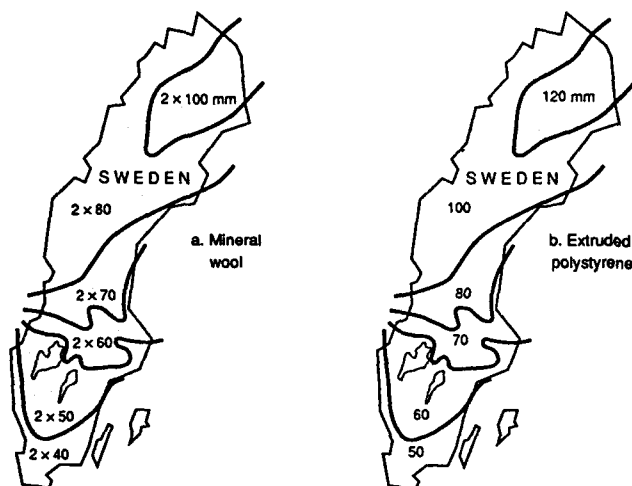 2 × 100 mm
SWEDEN
2 × 80
a. Mineral
wool
2 × 70
2 × 60
2 × 50
2 × 40
120 mm
SWEDEN
100
b. Extruded
polystyrene
80
70
60
50